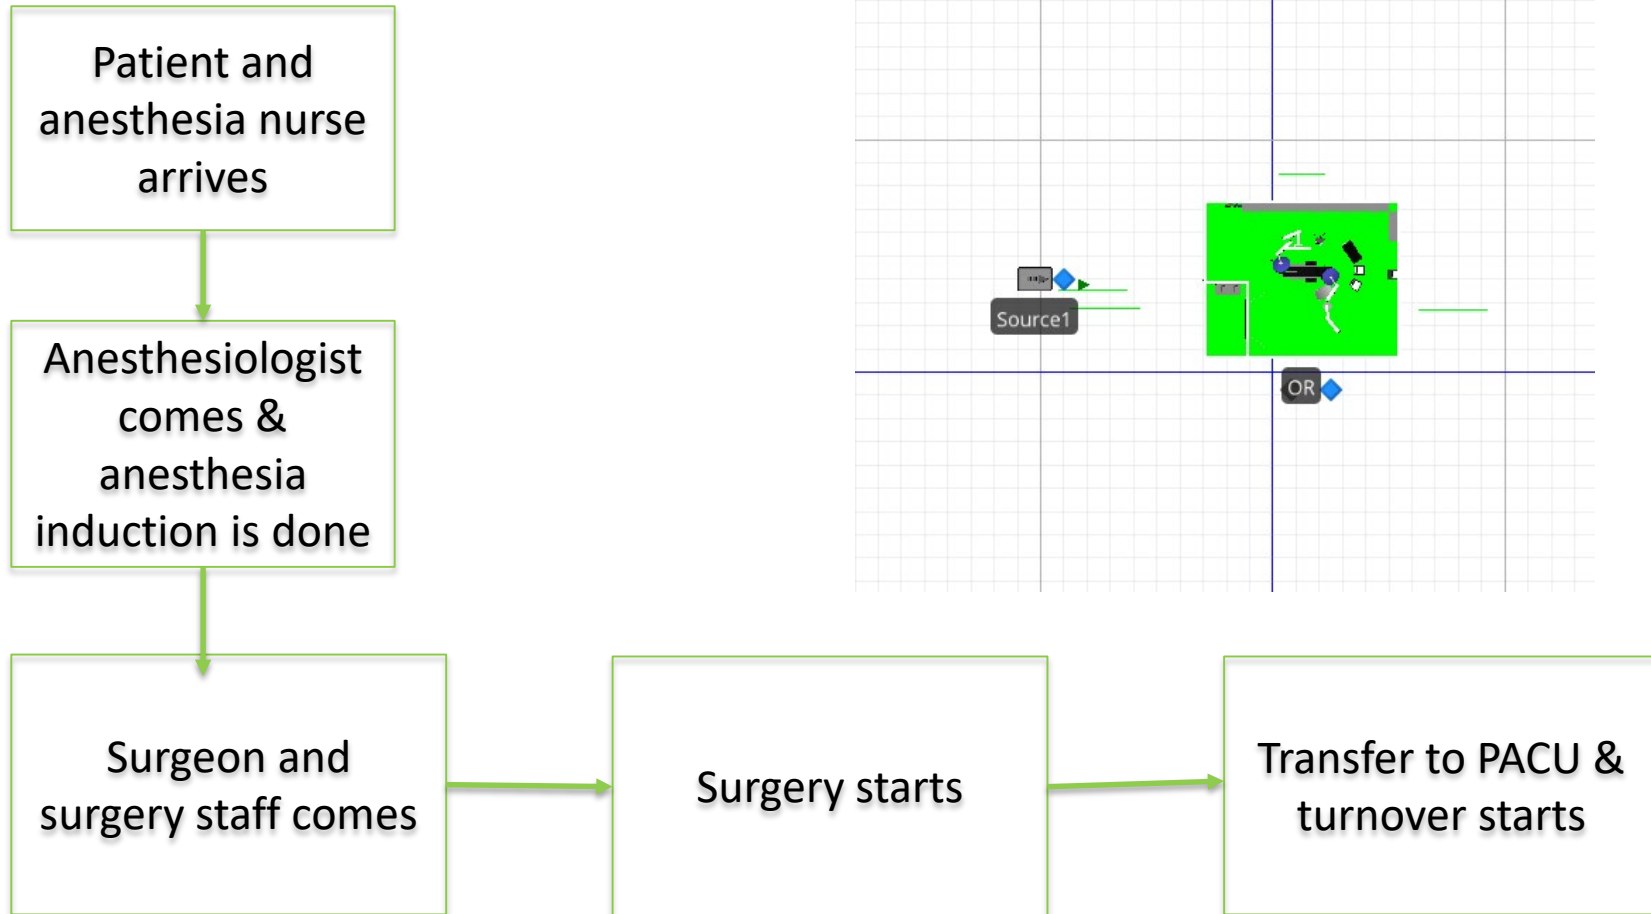 Patient and
anesthesia nurse
arrives
Anesthesiologist
comes &
anesthesia
induction is done
Surgeon and
surgery staff comes
Surgery starts
Transfer to PACU &
turnover starts
Source1
OR